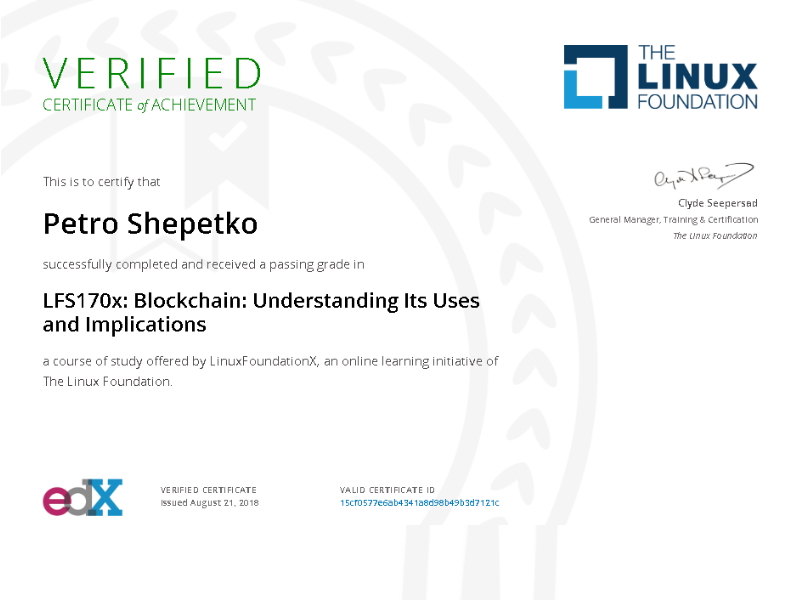 VERIFIED
CERTIFICATE of ACHIEVEMENT
THE
LINUX
FOUNDATION
This is to certify that
Petro Shepetko
successfully completed and received a passing grade in
LFS170x: Blockchain: Understanding Its Uses
and Implications
a course of study offered by LinuxFoundationX, an online learning initiative of
The Linux Foundation.
Clyde Seepersad
General Manager, Training & Certification
The Linux Foundation
edX
VERIFIED CERTIFICATE
Issued August 21, 2018
VALID CERTIFICATE ID
15cf0577e6ab4341a8d98b49b3d7121c